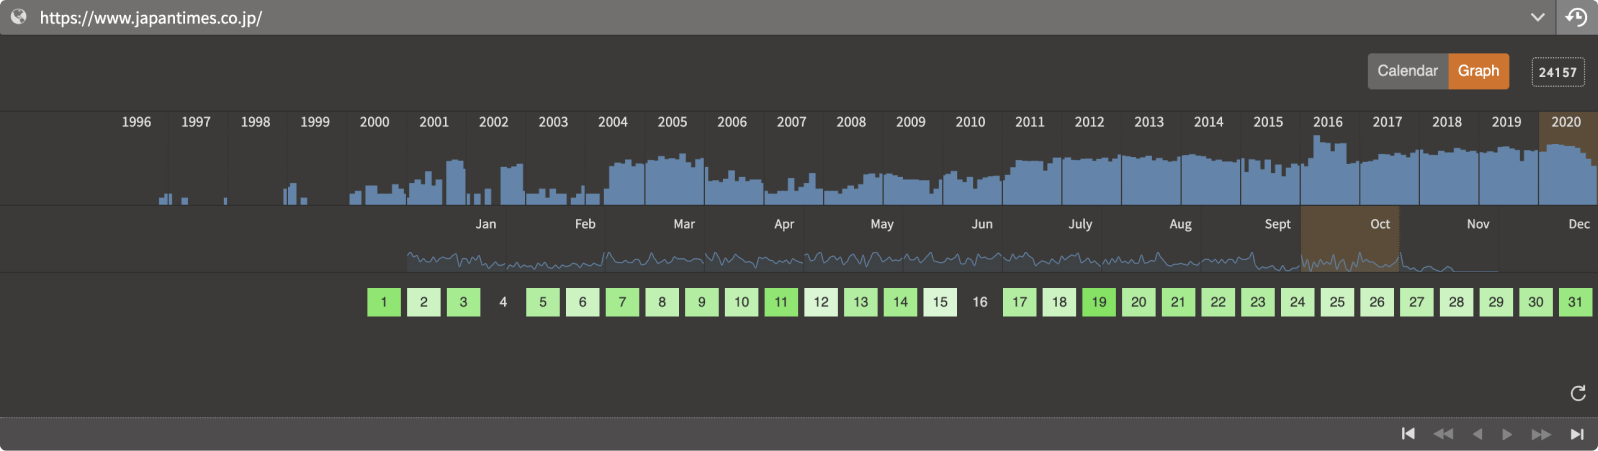 https://www.japantimes.co.jp/
Calendar Graph 24157
1996 1997 1998 1999 2000 2001 2002 2003 2004 2005 2006 2007 2008 2009 2010 2011 2012 2013 2014 2015 2016 2017 2018 2019 2020
Jan Feb Mar Apr May Jun July Aug Sept Oct Nov Dec
1 2 3 4 5 6 7 8 9 10 11 12 13 14 15 16 17 18 19 20 21 22 23 24 25 26 27 28 29 30 31